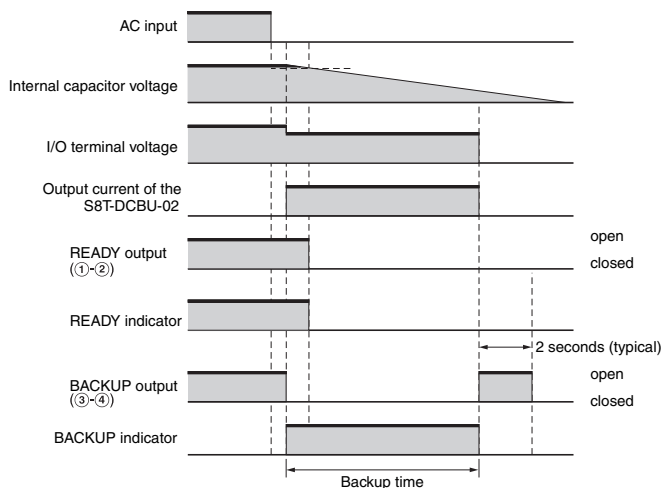 AC input
Internal capacitor voltage
I/O terminal voltage
Output current of the
S8T-DCBU-02
READY output
(①-②)
open
closed
READY indicator
2 seconds (typical)
BACKUP output
(③-④)
open
closed
BACKUP indicator
Backup time